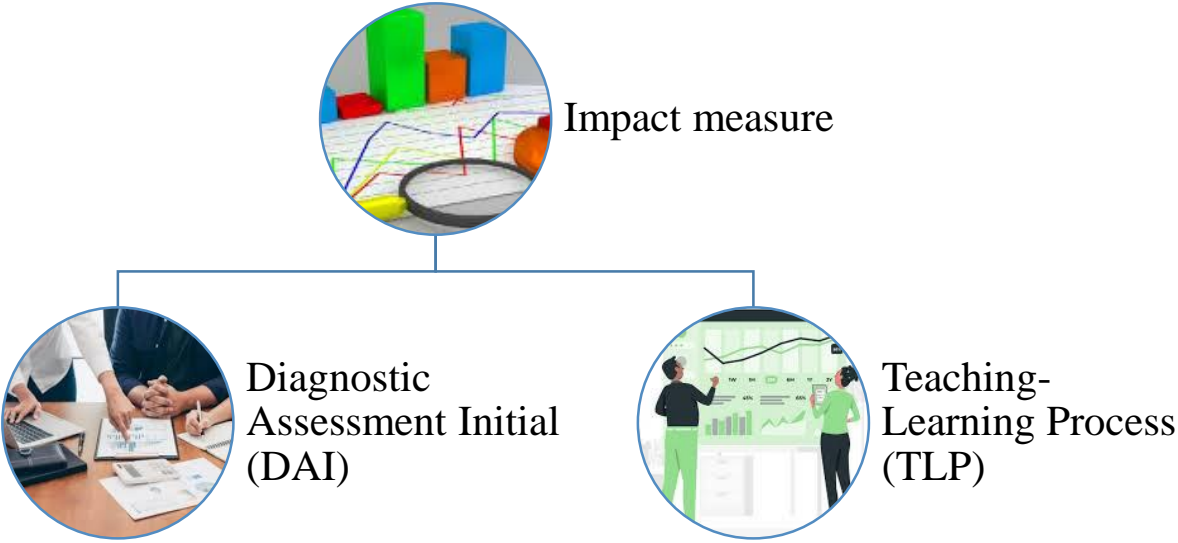 Impact measure
Diagnostic
Assessment Initial
(DAI)
Teaching-
Learning Process
(TLP)